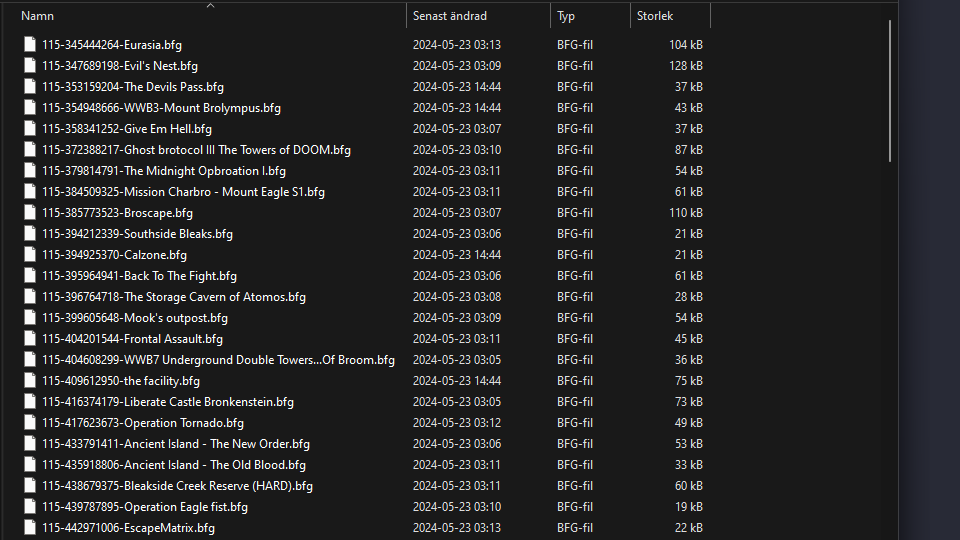 Namn Senast ändrad Typ Storlek
115-345444264-Eurasia.bfg 2024-05-23 03:13 BFG-fil 104 kB
115-347689198-Evil's Nest.bfg 2024-05-23 03:09 BFG-fil 128 kB
115-353159204-The Devils Pass.bfg 2024-05-23 14:44 BFG-fil 37 kB
115-354948666-WWB3-Mount Brolympus.bfg 2024-05-23 14:44 BFG-fil 43 kB
115-358341252-Give Em Hell.bfg 2024-05-23 03:07 BFG-fil 37 kB
115-372388217-Ghost brotocol III The Towers of DOOM.bfg 2024-05-23 03:10 BFG-fil 87 kB
115-379814791-The Midnight Opbroation I.bfg 2024-05-23 03:11 BFG-fil 54 kB
115-384509325-Mission Charbro - Mount Eagle S1.bfg 2024-05-23 03:11 BFG-fil 61 kB
115-385773523-Broscape.bfg 2024-05-23 03:07 BFG-fil 110 kB
115-394212339-Southside Bleaks.bfg 2024-05-23 03:06 BFG-fil 21 kB
115-394925370-Calzone.bfg 2024-05-23 14:44 BFG-fil 21 kB
115-395964941-Back To The Fight.bfg 2024-05-23 03:06 BFG-fil 61 kB
115-396764718-The Storage Cavern of Atomos.bfg 2024-05-23 03:08 BFG-fil 28 kB
115-399605648-Mook's outpost.bfg 2024-05-23 03:09 BFG-fil 54 kB
115-404201544-Frontal Assault.bfg 2024-05-23 03:11 BFG-fil 45 kB
115-404608299-WWB7 Underground Double Towers...Of Broom.bfg 2024-05-23 03:05 BFG-fil 36 kB
115-409612950-the facility.bfg 2024-05-23 14:44 BFG-fil 75 kB
115-416374179-Liberate Castle Bronkenstein.bfg 2024-05-23 03:05 BFG-fil 73 kB
115-417623673-Operation Tornado.bfg 2024-05-23 03:12 BFG-fil 49 kB
115-433791411-Ancient Island - The New Order.bfg 2024-05-23 03:06 BFG-fil 53 kB
115-435918806-Ancient Island - The Old Blood.bfg 2024-05-23 03:11 BFG-fil 33 kB
115-438679375-Bleakside Creek Reserve (HARD).bfg 2024-05-23 03:11 BFG-fil 60 kB
115-439787895-Operation Eagle fist.bfg 2024-05-23 03:10 BFG-fil 19 kB
115-442971006-EscapeMatrix.bfg 2024-05-23 03:13 BFG-fil 22 kB